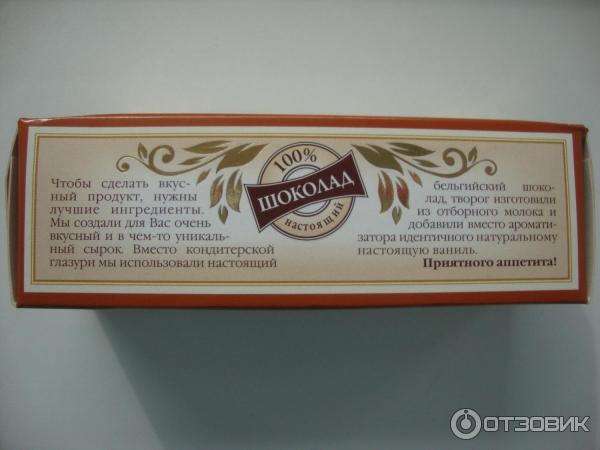 Чтобы сделать вкус-
ный продукт, нужны
лучшие ингредиенты.
Мы создали для Вас очень
вкусный и в чем-то уникаль-
ный сырок. Вместо кондитерской
глазури мы использовали настоящий
100%
ШОКОЛАД
настоящий
бельгийский шоко-
лад, творог изготовили
из отборного молока и
добавили вместо аромати-
затора идентичного натуральному
настоящую ваниль.
Приятного аппетита!
ОТЗОВИК